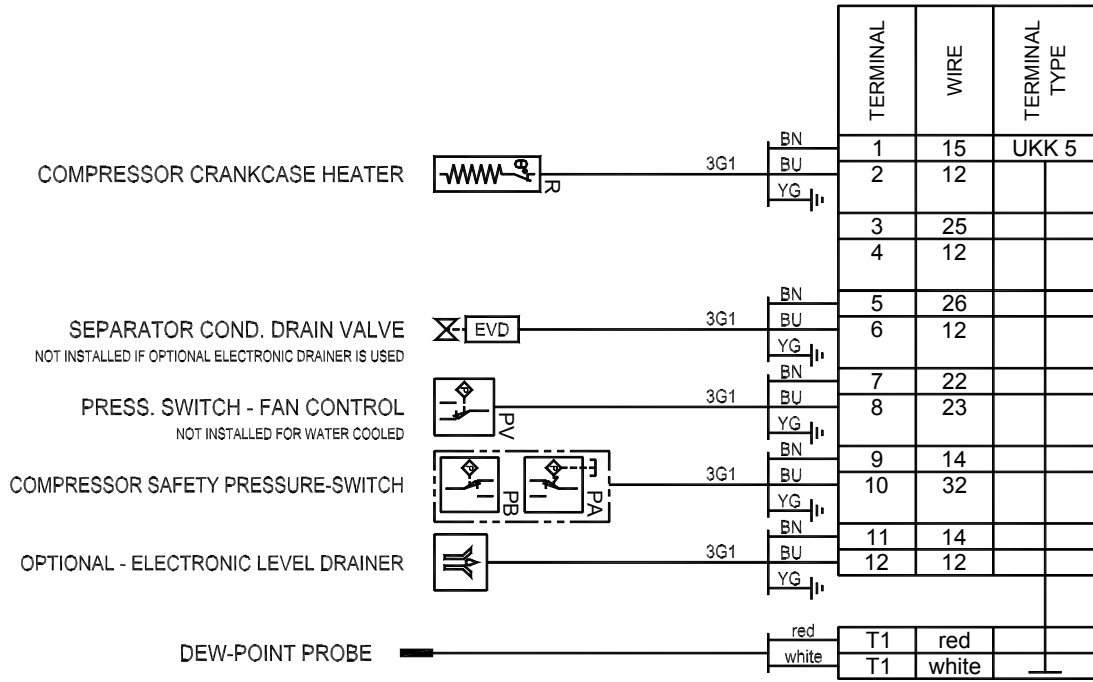 TERMINAL WIRE TERMINAL TYPE
BN 1 15 UKK 5
COMPRESSOR CRANKCASE HEATER R 3G1 BU 2 12
YG
3 25
4 12
BN 5 26
SEPARATOR COND. DRAIN VALVE EVD 3G1 BU 6 12
NOT INSTALLED IF OPTIONAL ELECTRONIC DRAINER IS USED YG
BN 7 22
PRESS. SWITCH - FAN CONTROL PV 3G1 BU 8 23
NOT INSTALLED FOR WATER COOLED YG
BN 9 14
COMPRESSOR SAFETY PRESSURE-SWITCH PB PA 3G1 BU 10 32
YG
BN 11 14
OPTIONAL - ELECTRONIC LEVEL DRAINER 3G1 BU 12 12
YG
red T1 red
DEW-POINT PROBE white T1 white